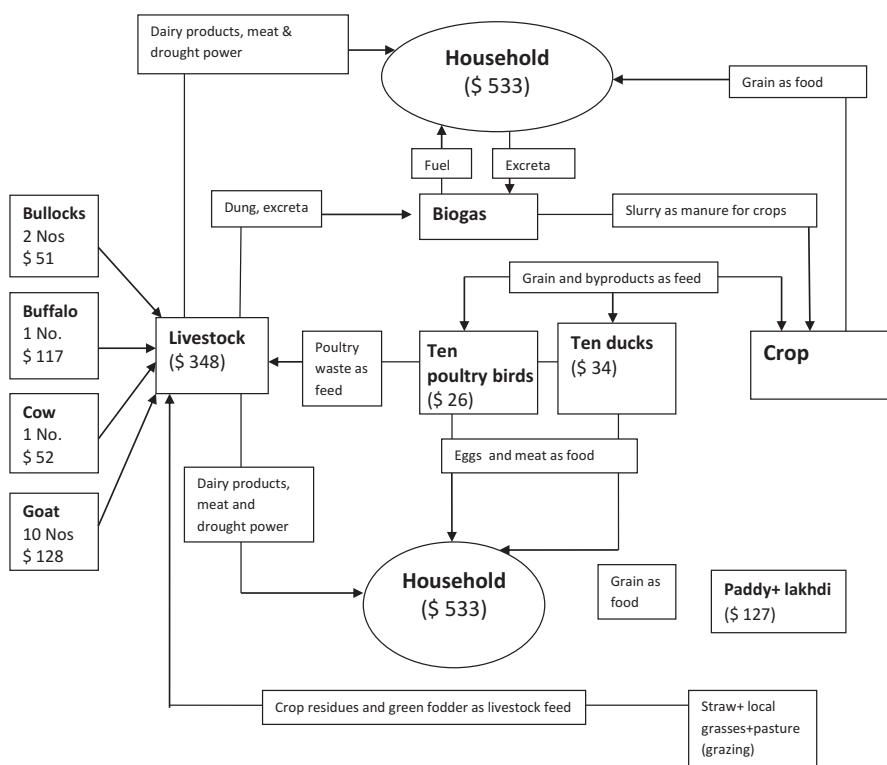 Dairy products, meat &
drought power
Household
($ 533)
Grain as food
Fuel
Excreta
Bullocks
2 Nos
$ 51
Dung, excreta
Biogas
Slurry as manure for crops
Grain and byproducts as feed
Buffalo
1 No.
$ 117
Livestock
($ 348)
Poultry
waste as
feed
Ten
poultry birds
($ 26)
Ten ducks
($ 34)
Crop
Cow
1 No.
$ 52
Eggs and meat as food
Dairy products,
meat and
drought power
Goat
10 Nos
$ 128
Household
($ 533)
Grain as
food
Paddy+ lakhdi
($ 127)
Crop residues and green fodder as livestock feed
Straw+ local
grasses+pasture
(grazing)